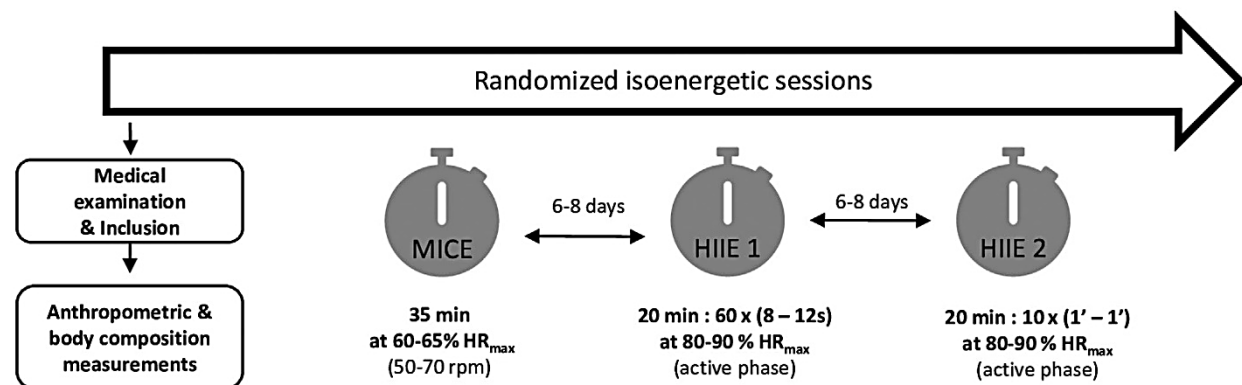 Randomized isoenergetic sessions
Medical
examination
& Inclusion
Anthropometric &
body composition
measurements
MICE
6-8 days
HIIE 1
6-8 days
HIIE 2
35 min
at 60-65% HRmax
(50-70 rpm)
20 min : 60 x (8 – 12s)
at 80-90 % HRmax
(active phase)
20 min : 10 x (1’ – 1’)
at 80-90 % HRmax
(active phase)